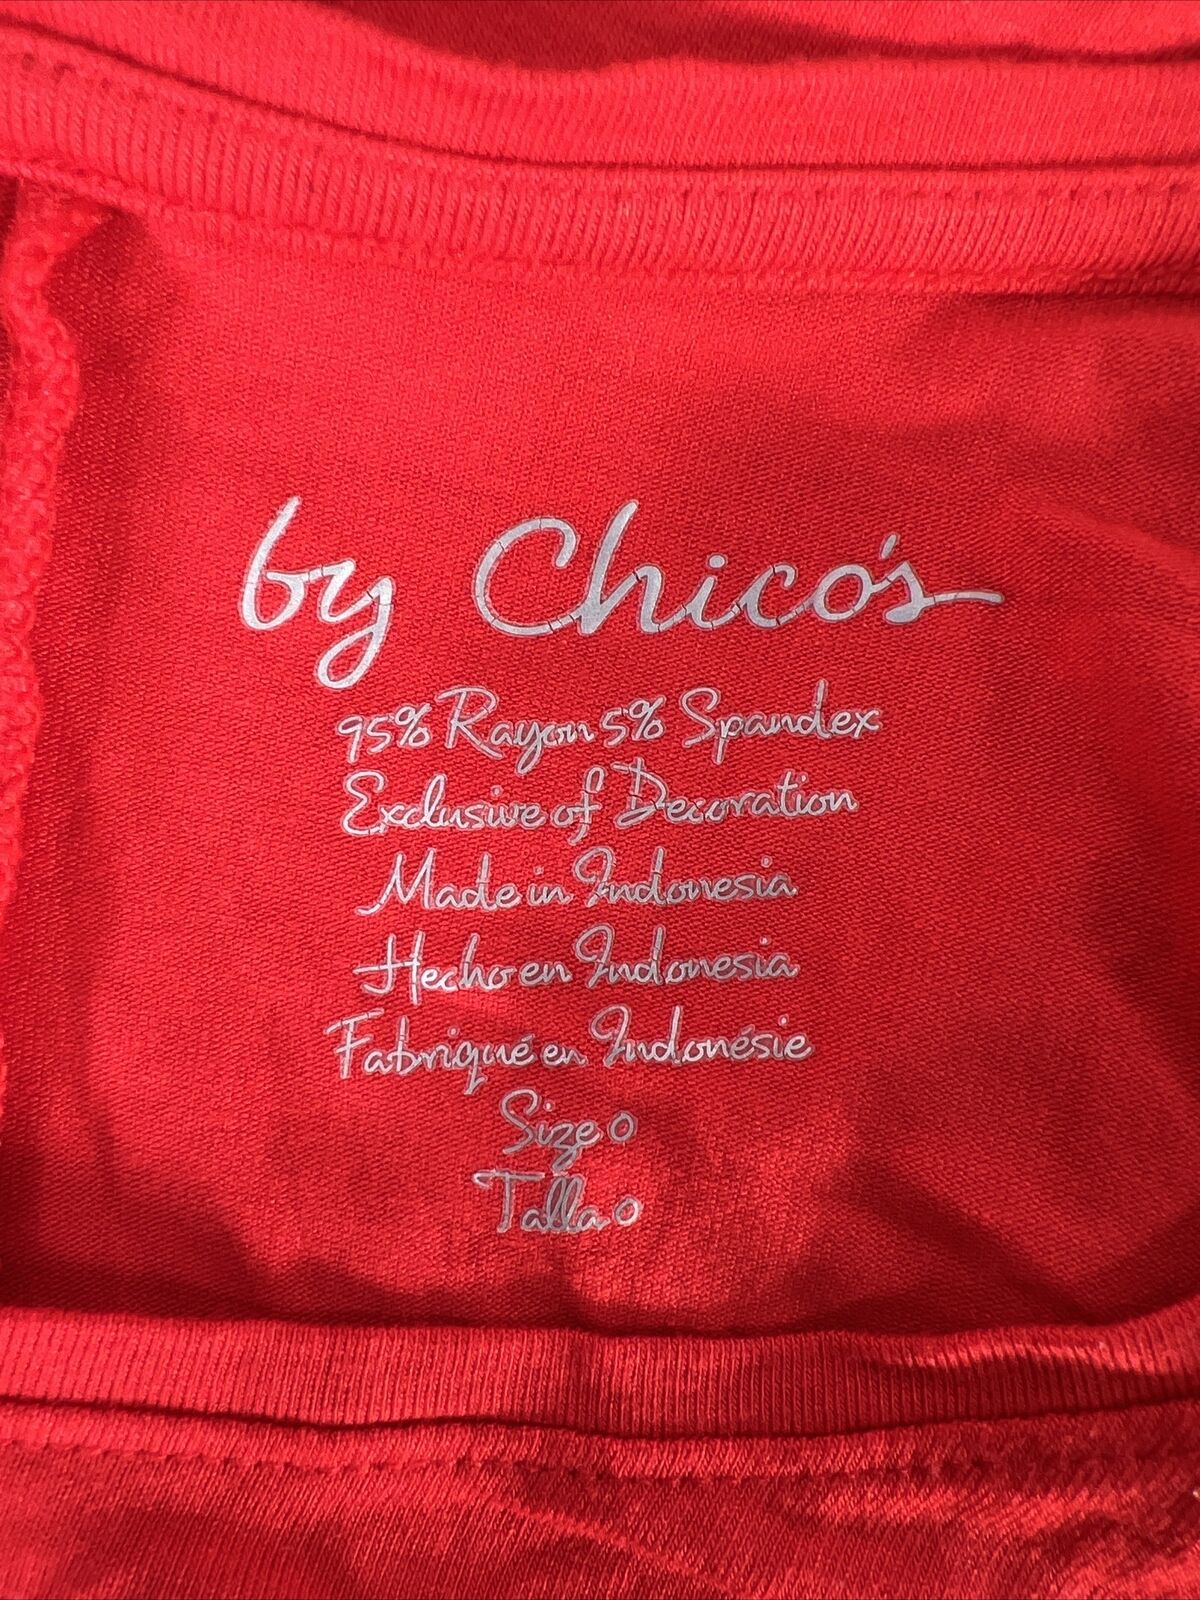 by Chico's
95% Rayon 5% Spandex
Exclusive of Decoration
Made in Indonesia
Hecho en Indonesia
Fabriqué en Indonésie
Size 0
Talla 0